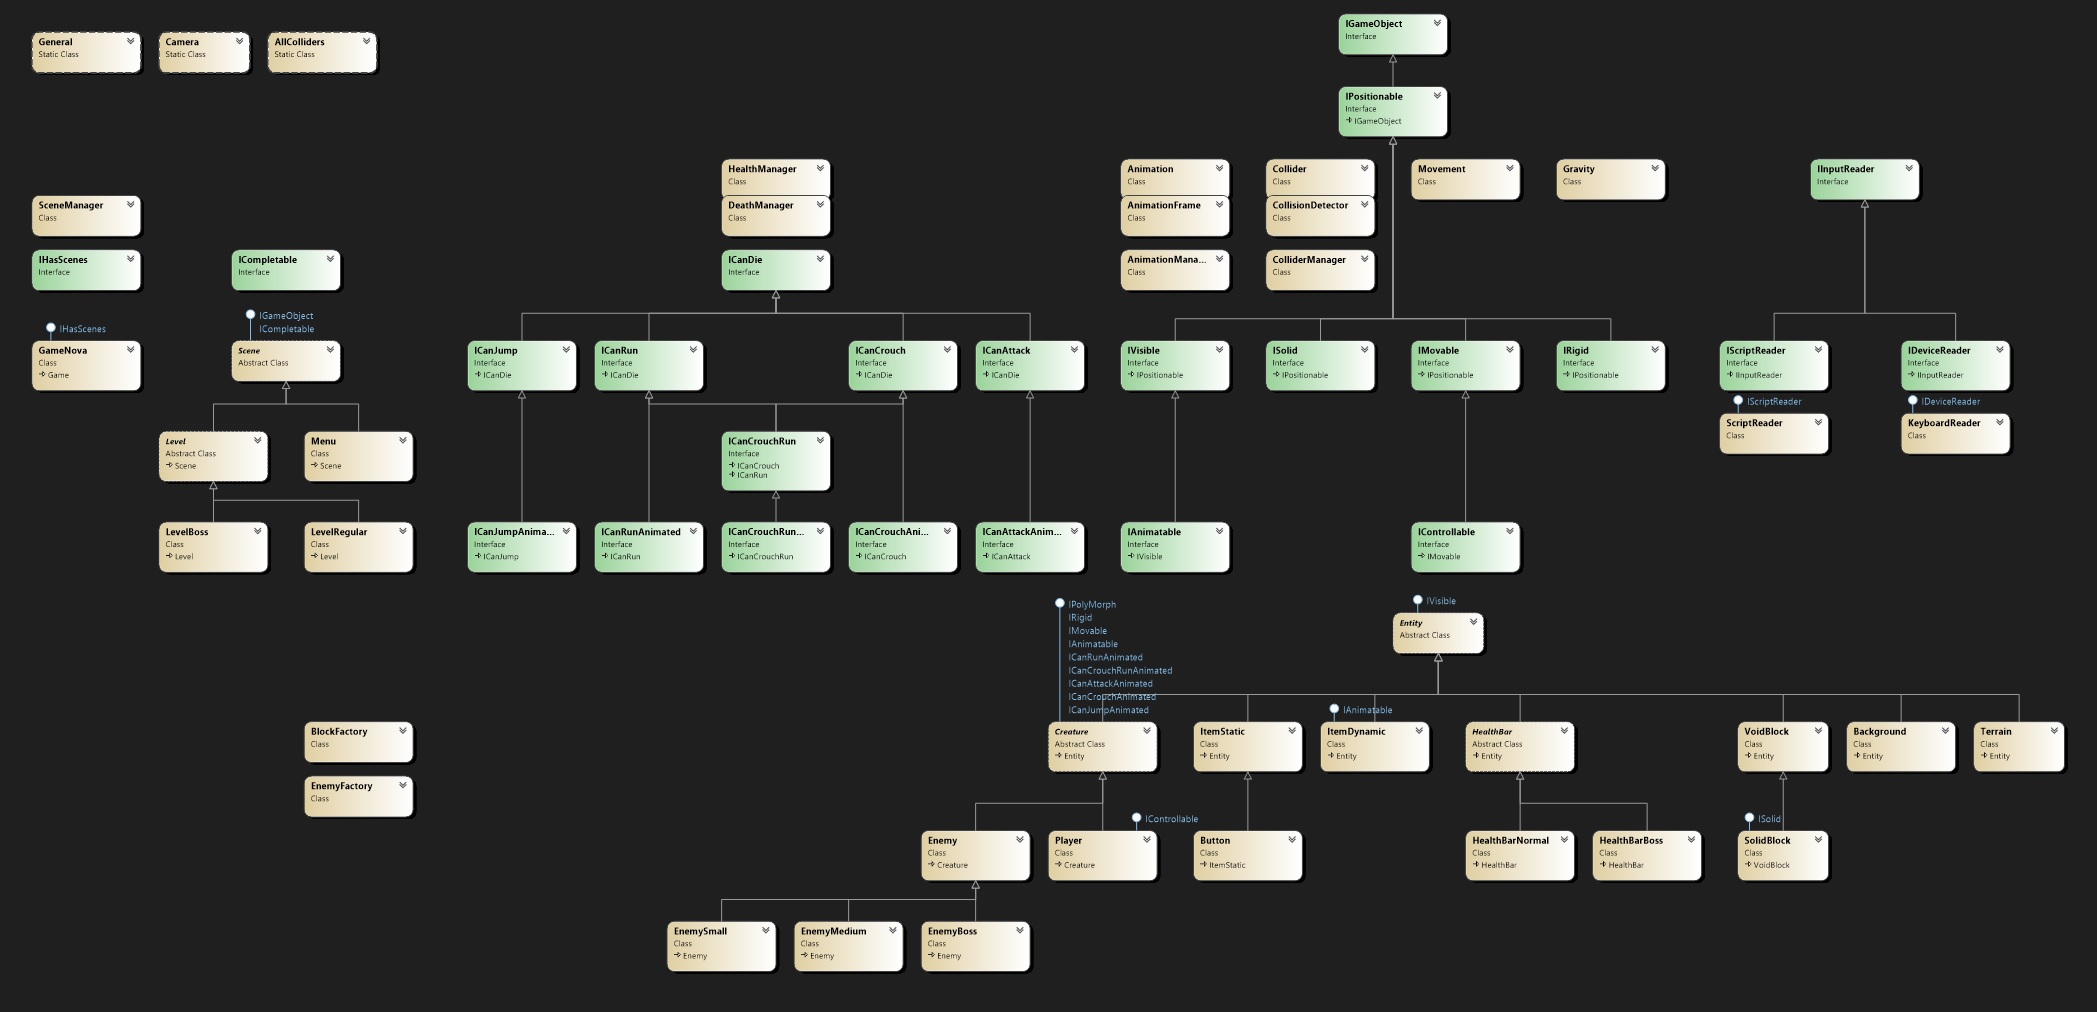 IGameObject
Interface
General
Static Class
Camera
Static Class
AllColliders
Static Class
IPositionable
Interface
IGameObject
HealthManager
Class
DeathManager
Class
ICanDie
Interface
Animation
Class
AnimationFrame
Class
AnimationMana...
Class
Collider
Class
CollisionDetector
Class
ColliderManager
Class
Movement
Class
Gravity
Class
IInputReader
Interface
SceneManager
Class
IHasScenes
Interface
ICompletable
Interface
IHasScenes
GameNova
Class
Game
IGameObject
ICompletable
Scene
Abstract Class
ICanJump
Interface
ICanDie
ICanRun
Interface
ICanDie
ICanCrouch
Interface
ICanDie
ICanAttack
Interface
ICanDie
IVisible
Interface
IPositionable
ISolid
Interface
IPositionable
IMovable
Interface
IPositionable
IRigid
Interface
IPositionable
IScriptReader
Interface
IInputReader
IDeviceReader
Interface
IInputReader
IScriptReader
ScriptReader
Class
IDeviceReader
KeyboardReader
Class
Level
Abstract Class
Scene
Menu
Class
Scene
ICanCrouchRun
Interface
ICanCrouch
ICanRun
LevelBoss
Class
Level
LevelRegular
Class
Level
ICanJumpAnima...
Interface
ICanJump
ICanRunAnimated
Interface
ICanRun
ICanCrouchRun...
Interface
ICanCrouchRun
ICanCrouchAni...
Interface
ICanCrouch
ICanAttackAnim...
Interface
ICanAttack
IAnimatable
Interface
IVisible
IControllable
Interface
IMovable
IPolyMorph
IRigid
IMovable
IAnimatable
ICanRunAnimated
ICanCrouchRunAnimated
ICanAttackAnimated
ICanCrouchAnimated
ICanJumpAnimated
IVisible
Entity
Abstract Class
BlockFactory
Class
EnemyFactory
Class
Creature
Abstract Class
Entity
ItemStatic
Class
Entity
IAnimatable
ItemDynamic
Class
Entity
HealthBar
Abstract Class
Entity
VoidBlock
Class
Entity
Background
Class
Entity
Terrain
Class
Entity
Enemy
Class
Creature
IControllable
Player
Class
Creature
Button
Class
ItemStatic
HealthBarNormal
Class
HealthBar
HealthBarBoss
Class
HealthBar
ISolid
SolidBlock
Class
VoidBlock
EnemySmall
Class
Enemy
EnemyMedium
Class
Enemy
EnemyBoss
Class
Enemy